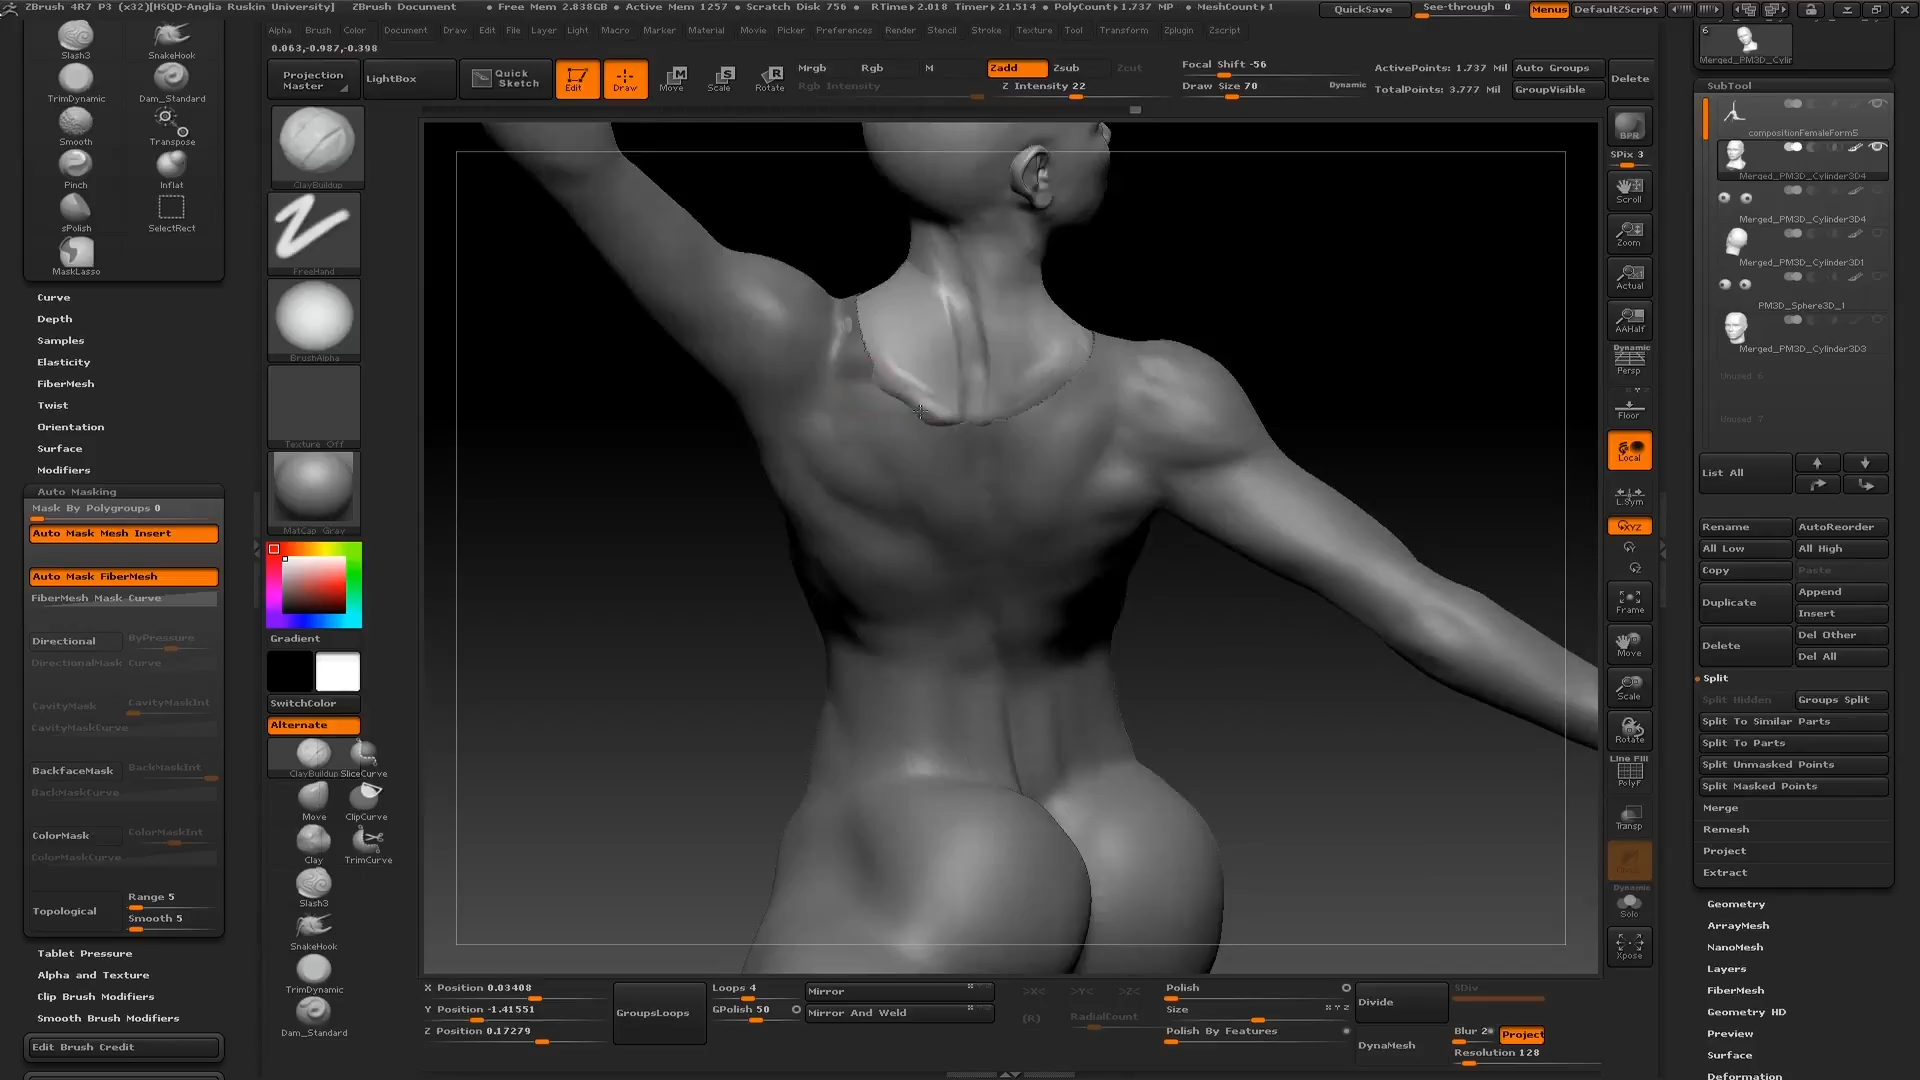 ZBrush 4R7 P3 (x32)[HSQD-Anglia Ruskin University] ZBrush Document • Free Mem 2.838GB • Active Mem 1257 • Scratch Disk 756 • RTime▸2.018 Timer▸21.514 • PolyCount▸1.737 MP • MeshCount▸1 QuickSave See-through 0 Menus DefaultZScript
Alpha Brush Color Document Draw Edit File Layer Light Macro Marker Material Movie Picker Preferences Render Stencil Stroke Texture Tool Transform Zplugin Zscript
0.063,-0.987,-0.398
Projection Master
LightBox
Quick Sketch
Edit
Draw
Move
Scale
Rotate
Mrgb Rgb M
Rgb Intensity
Zadd Zsub Zcut
Z Intensity 22
Focal Shift -56
Draw Size 70 Dynamic
ActivePoints: 1.737 Mil
TotalPoints: 3.777 Mil
Auto Groups
GroupVisible
Delete
Slash3 SnakeHook
TrimDynamic Dam_Standard
Smooth Transpose
Pinch Inflat
sPolish SelectRect
MaskLasso
Curve
Depth
Samples
Elasticity
FiberMesh
Twist
Orientation
Surface
Modifiers
Auto Masking
Mask By Polygroups 0
Auto Mask Mesh Insert
Auto Mask FiberMesh
FiberMesh Mask Curve
Directional ByPressure
DirectionalMask Curve
CavityMask CavityMaskInt
CavityMaskCurve
BackfaceMask BackMaskInt
BackMaskCurve
ColorMask ColorMaskInt
ColorMaskCurve
Topological Range 5
Smooth 5
Tablet Pressure
Alpha and Texture
Clip Brush Modifiers
Smooth Brush Modifiers
Edit Brush Credit
ClayBuildup
FreeHand
BrushAlpha
Texture Off
MatCap Gray
Gradient
SwitchColor
Alternate
ClayBuildup SliceCurve
Move ClipCurve
Clay TrimCurve
Slash3
SnakeHook
TrimDynamic
Dam_Standard
BPR
SPix 3
Scroll
Zoom
Actual
AAHalf
Dynamic
Persp
Floor
Local
L.Sym
XYZ
Frame
Move
Scale
Rotate
Line Fill
PolyF
Transp
Dynamic
Solo
Xpose
6
Merged_PM3D_Cylin
SubTool
compositionFemaleForm5
Merged_PM3D_Cylinder3D4
Merged_PM3D_Cylinder3D4
Merged_PM3D_Cylinder3D1
PM3D_Sphere3D_1
Merged_PM3D_Cylinder3D3
Unused 6
Unused 7
List All
Rename AutoReorder
All Low All High
Copy Paste
Duplicate Append
Insert
Delete Del Other
Del All
Split
Split Hidden Groups Split
Split To Similar Parts
Split To Parts
Split Unmasked Points
Split Masked Points
Merge
Remesh
Project
Extract
Geometry
ArrayMesh
NanoMesh
Layers
FiberMesh
Geometry HD
Preview
Surface
Deformation
X Position 0.03408
Y Position -1.41551
Z Position 0.17279
GroupsLoops
Loops 4
GPolish 50
Mirror
Mirror And Weld
>X< >Y< >Z<
(R) RadialCount
Polish
Size
Polish By Features
Divide
DynaMesh
SDiv
Blur 2 Project
Resolution 128